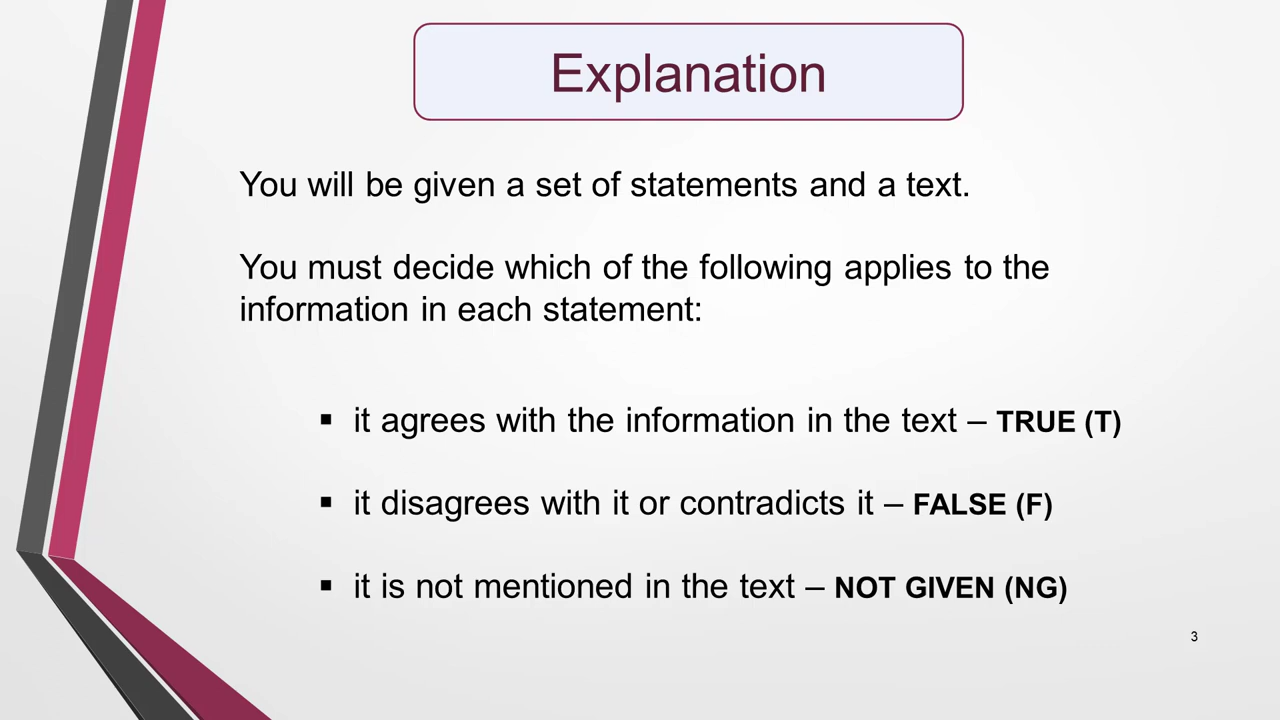 Explanation
You will be given a set of statements and a text.
You must decide which of the following applies to the
information in each statement:
▪ it agrees with the information in the text – TRUE (T)
▪ it disagrees with it or contradicts it – FALSE (F)
▪ it is not mentioned in the text – NOT GIVEN (NG)
3